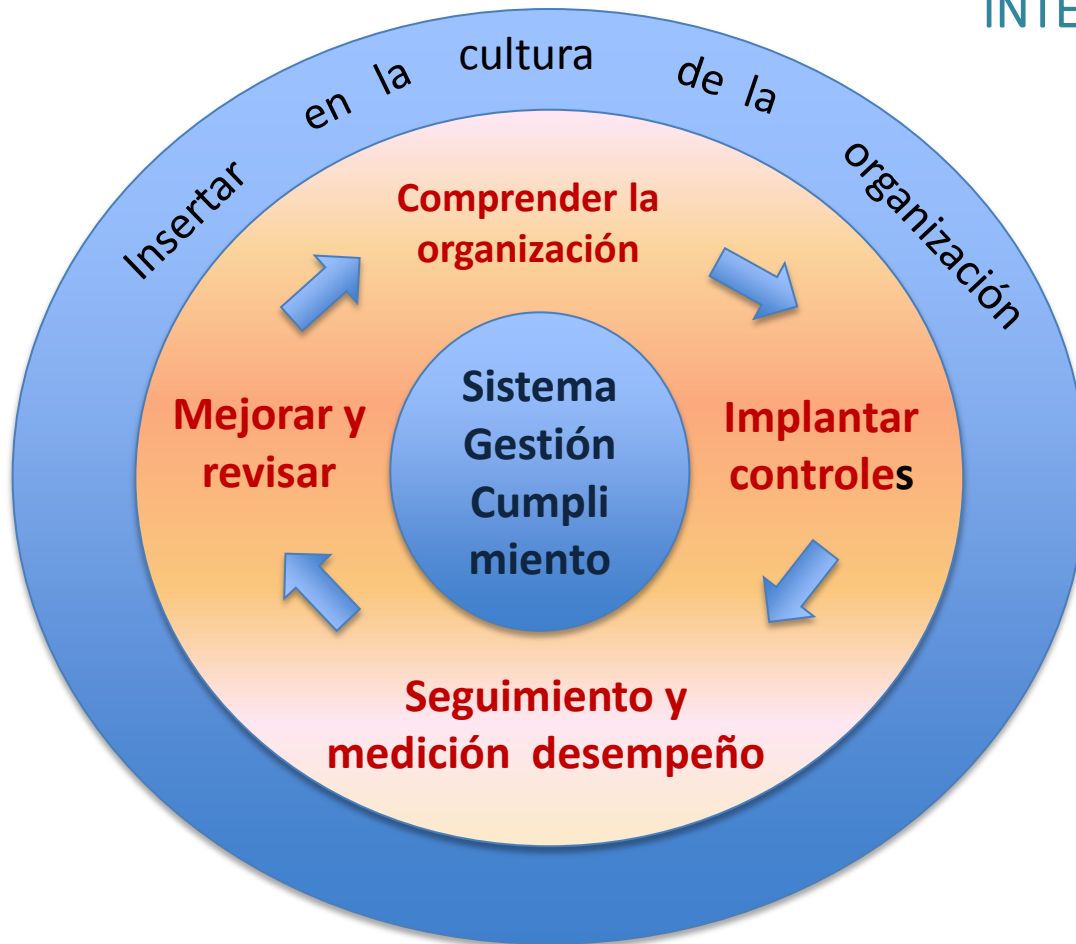 INTE
Insertar en la cultura de la organización
Comprender la
organización
Sistema
Gestión
Cumpli
miento
Mejorar y
revisar
Implantar
controles
Seguimiento y
medición desempeño